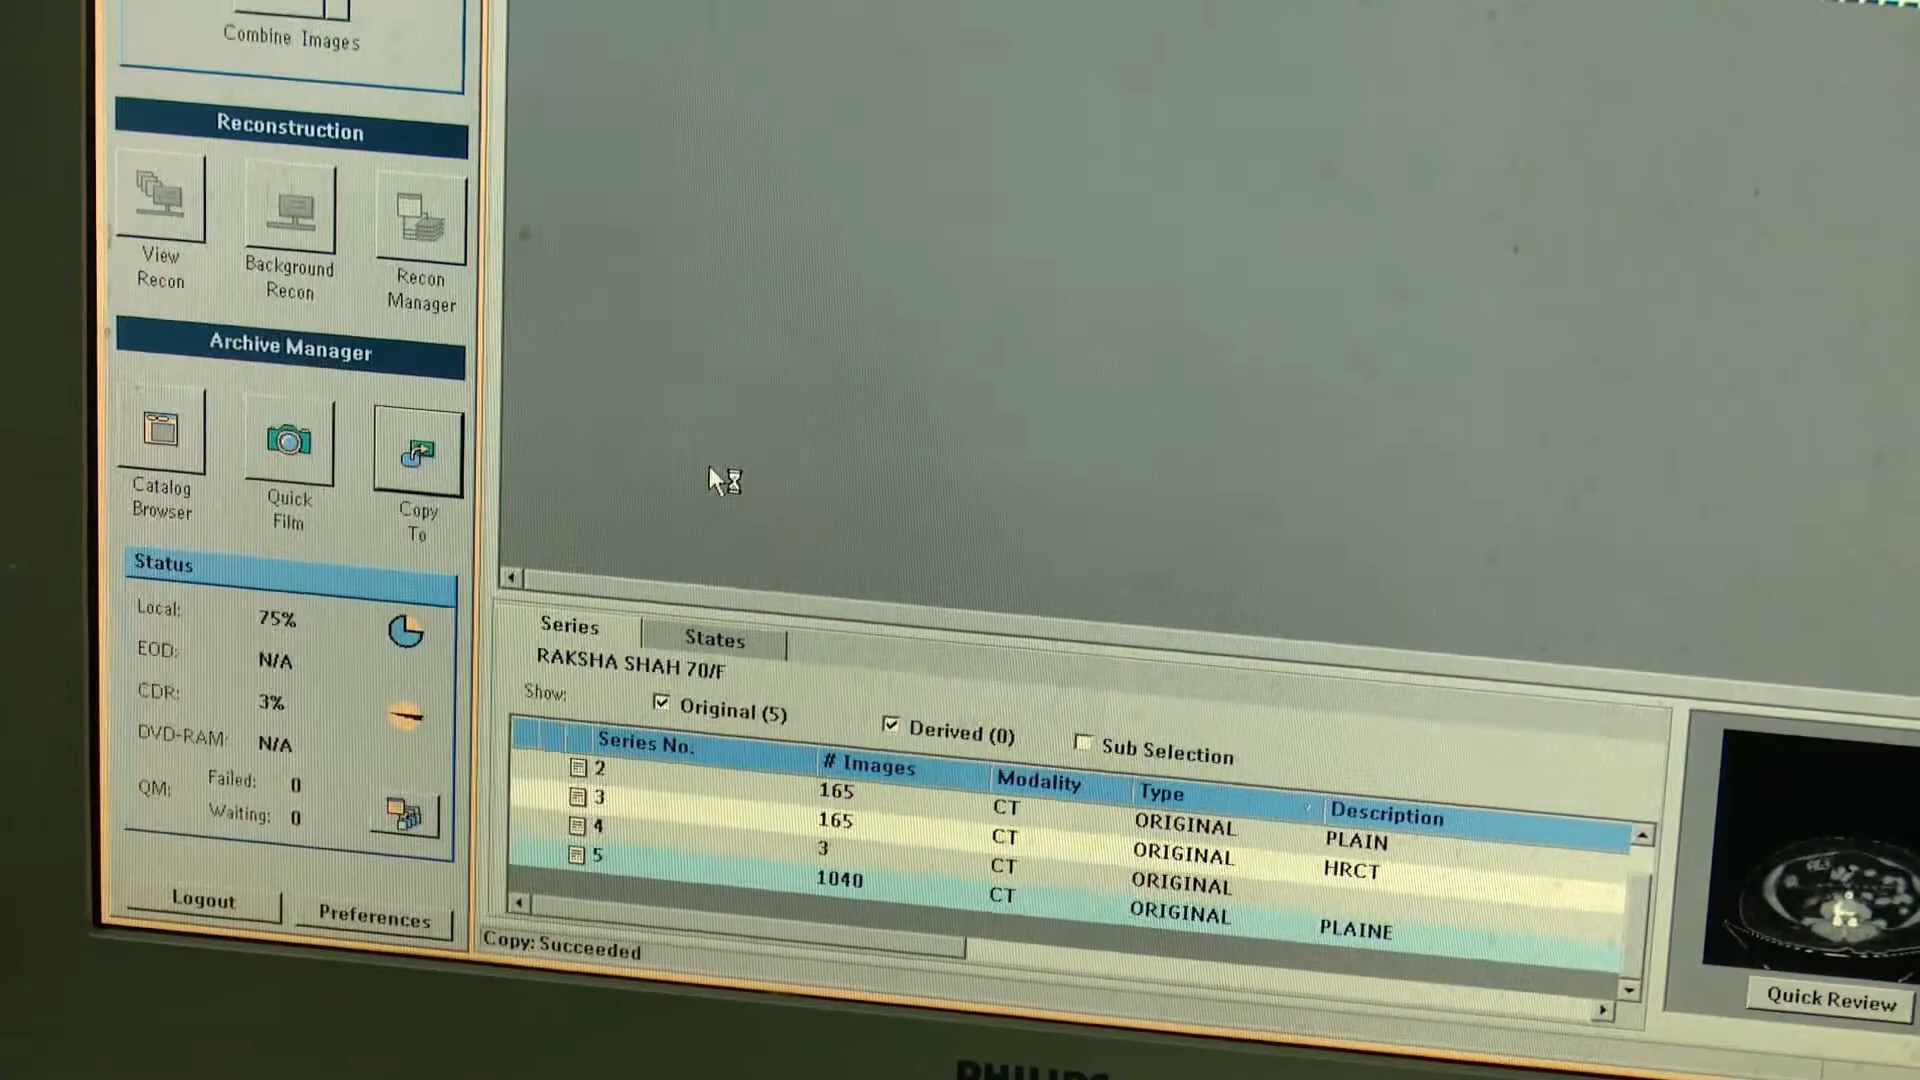 Combine Images
Reconstruction
View Recon
Background Recon
Recon Manager
Archive Manager
Catalog Browser
Quick Film
Copy To
Status
Local: 75%
EOD: N/A
CDR: 3%
DVD-RAM: N/A
QM: Failed: 0
Waiting: 0
Logout Preferences
Series States
RAKSHA SHAH 70/F
Show: Original (5) Derived (0) Sub Selection
Series No. # Images Modality Type Description
2 165 CT ORIGINAL PLAIN
3 165 CT ORIGINAL HRCT
4 3 CT ORIGINAL
5 1040 CT ORIGINAL PLAINE
Copy: Succeeded
Quick Review
PHILIPS